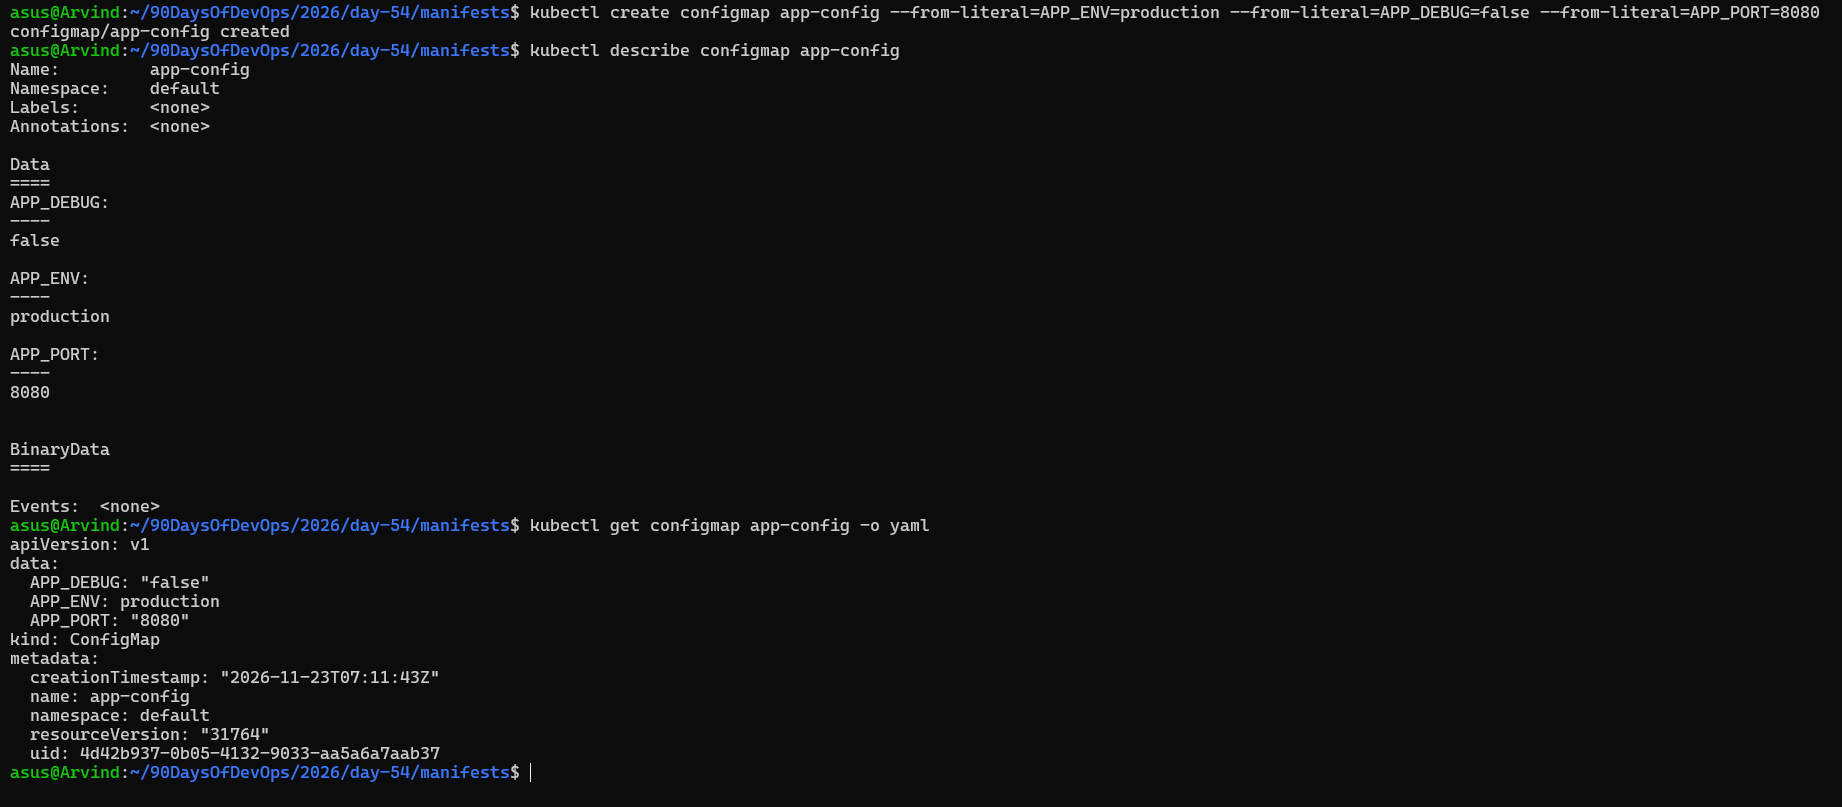 asus@Arvind:~/90DaysOfDevOps/2026/day-54/manifests$ kubectl create configmap app-config --from-literal=APP_ENV=production --from-literal=APP_DEBUG=false --from-literal=APP_PORT=8080
configmap/app-config created
asus@Arvind:~/90DaysOfDevOps/2026/day-54/manifests$ kubectl describe configmap app-config
Name:         app-config
Namespace:    default
Labels:       <none>
Annotations:  <none>

Data
====
APP_DEBUG:
----
false

APP_ENV:
----
production

APP_PORT:
----
8080


BinaryData
====

Events:  <none>
asus@Arvind:~/90DaysOfDevOps/2026/day-54/manifests$ kubectl get configmap app-config -o yaml
apiVersion: v1
data:
  APP_DEBUG: "false"
  APP_ENV: production
  APP_PORT: "8080"
kind: ConfigMap
metadata:
  creationTimestamp: "2026-11-23T07:11:43Z"
  name: app-config
  namespace: default
  resourceVersion: "31764"
  uid: 4d42b937-0b05-4132-9033-aa5a6a7aab37
asus@Arvind:~/90DaysOfDevOps/2026/day-54/manifests$